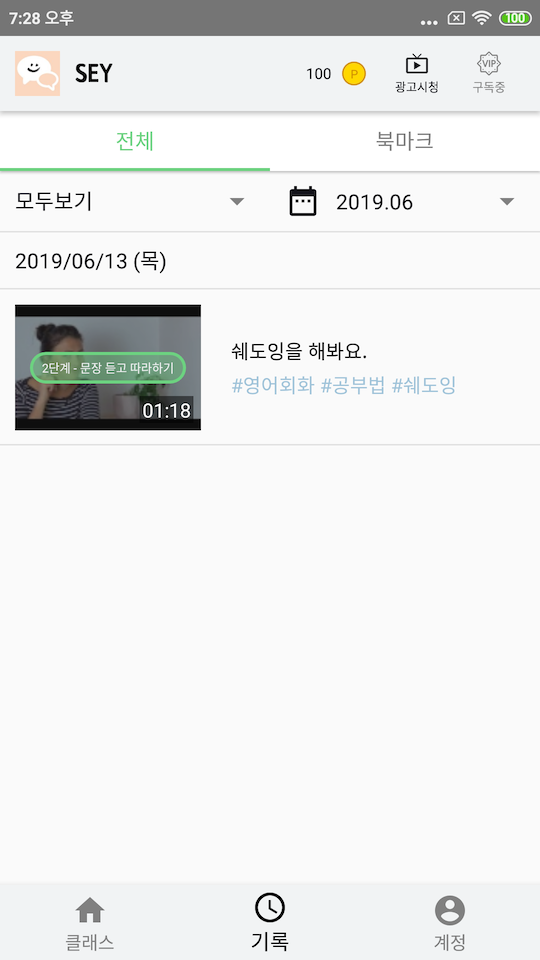 7:28 오후
100
SEY
100
P
광고시청
VIP
구독중
전체
북마크
모두보기
2019.06
2019/06/13 (목)
2단계 - 문장 듣고 따라하기
01:18
쉐도잉을 해봐요.
#영어회화 #공부법 #쉐도잉
클래스
기록
계정